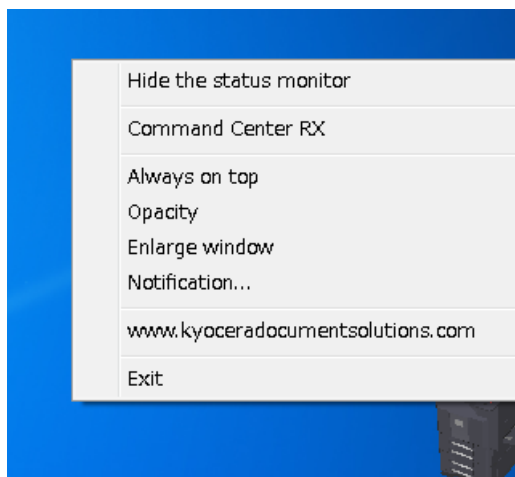 Hide the status monitor
Command Center RX
Always on top
Opacity
Enlarge window
Notification...
www.kyoceradocumentsolutions.com
Exit